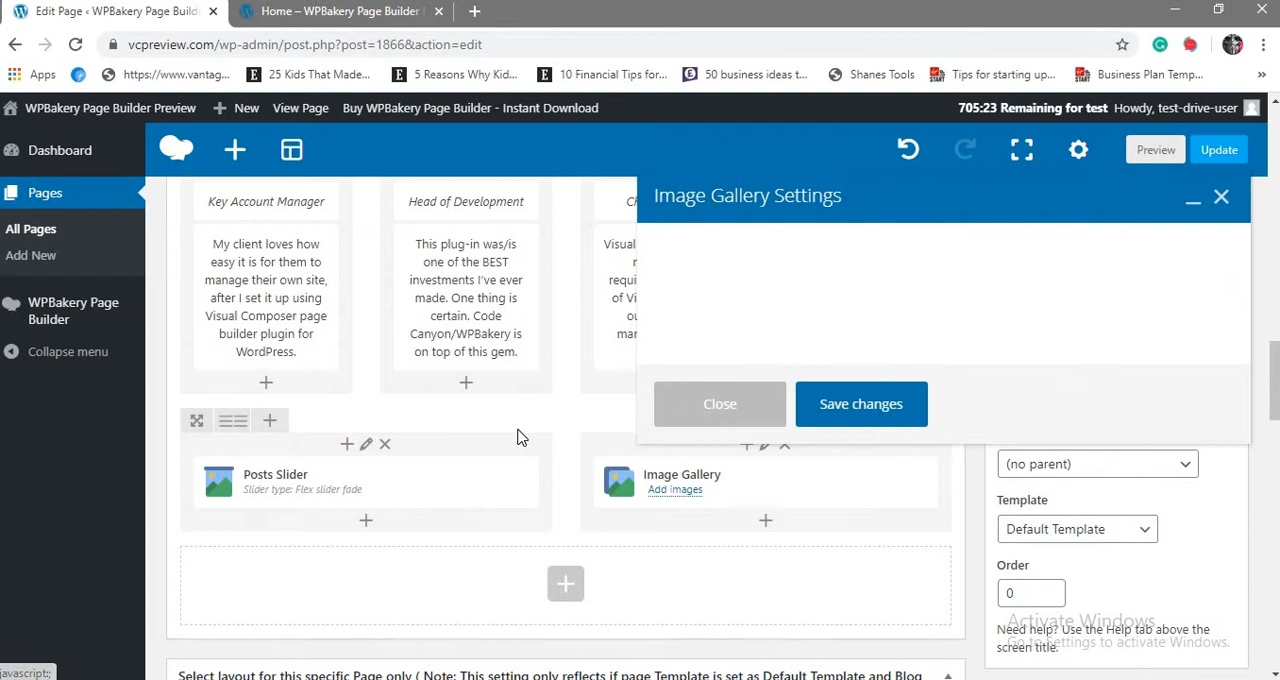 Edit Page ‹ WPBakery Page Build
Home – WPBakery Page Builder
vcpreview.com/wp-admin/post.php?post=1866&action=edit
Apps
https://www.vantag...
25 Kids That Made...
5 Reasons Why Kid...
10 Financial Tips for...
50 business ideas t...
Shanes Tools
Tips for starting up...
Business Plan Temp...
WPBakery Page Builder Preview
New
View Page
Buy WPBakery Page Builder - Instant Download
705:23 Remaining for test
Howdy, test-drive-user
Dashboard
Pages
All Pages
Add New
WPBakery Page
Builder
Collapse menu
Preview
Update
Key Account Manager
My client loves how
easy it is for them to
manage their own site,
after I set it up using
Visual Composer page
builder plugin for
WordPress.
Head of Development
This plug-in was/is
one of the BEST
investments I've ever
made. One thing is
certain. Code
Canyon/WPBakery is
on top of this gem.
Image Gallery Settings
Close
Save changes
Posts Slider
Slider type: Flex slider fade
Image Gallery
Add images
(no parent)
Template
Default Template
Order
0
Need help? Use the Help tab above the
screen title.
Activate Windows
Go to Settings to activate Windows.
Select layout for this specific Page only ( Note: This setting only reflects if page Template is set as Default Template and Blog
javascript:;